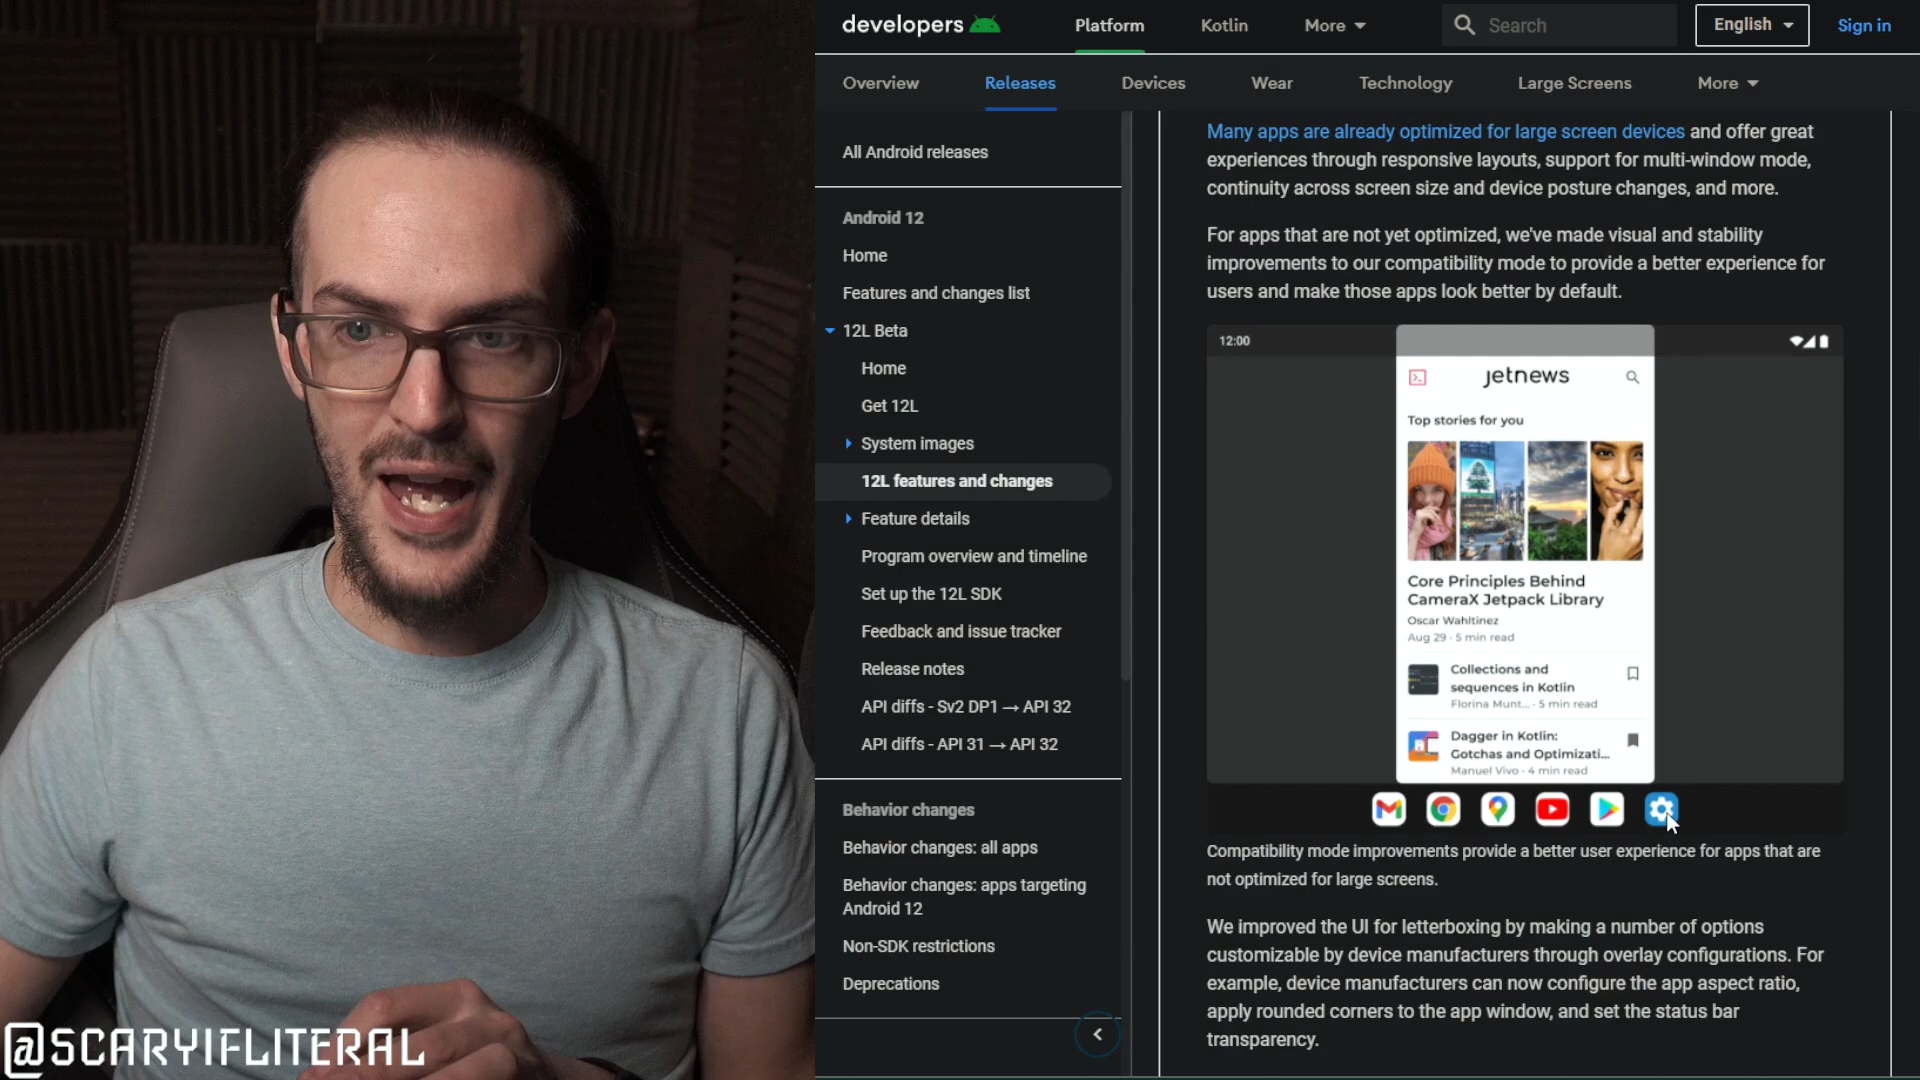 developers
Platform
Kotlin
More
Search
English
Sign in
Overview
Releases
Devices
Wear
Technology
Large Screens
More
All Android releases
Android 12
Home
Features and changes list
12L Beta
Home
Get 12L
System images
12L features and changes
Feature details
Program overview and timeline
Set up the 12L SDK
Feedback and issue tracker
Release notes
API diffs - Sv2 DP1 → API 32
API diffs - API 31 → API 32
Behavior changes
Behavior changes: all apps
Behavior changes: apps targeting
Android 12
Non-SDK restrictions
Deprecations
Many apps are already optimized for large screen devices and offer great
experiences through responsive layouts, support for multi-window mode,
continuity across screen size and device posture changes, and more.
For apps that are not yet optimized, we've made visual and stability
improvements to our compatibility mode to provide a better experience for
users and make those apps look better by default.
12:00
Jetnews
Top stories for you
Core Principles Behind
CameraX Jetpack Library
Oscar Wahltinez
Aug 29 · 5 min read
Collections and
sequences in Kotlin
Florina Munt... · 5 min read
Dagger in Kotlin:
Gotchas and Optimizati...
Manuel Vivo · 4 min read
Compatibility mode improvements provide a better user experience for apps that are
not optimized for large screens.
We improved the UI for letterboxing by making a number of options
customizable by device manufacturers through overlay configurations. For
example, device manufacturers can now configure the app aspect ratio,
apply rounded corners to the app window, and set the status bar
transparency.
@SCARYIFLITERAL